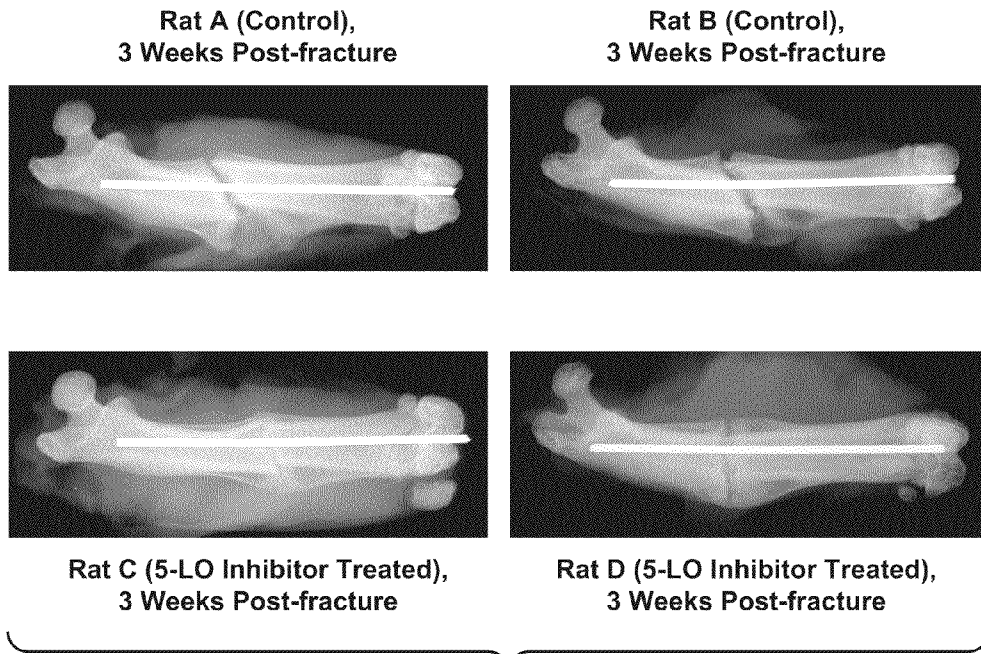 Rat A (Control),
3 Weeks Post-fracture
Rat B (Control),
3 Weeks Post-fracture
Rat C (5-LO Inhibitor Treated),
3 Weeks Post-fracture
Rat D (5-LO Inhibitor Treated),
3 Weeks Post-fracture